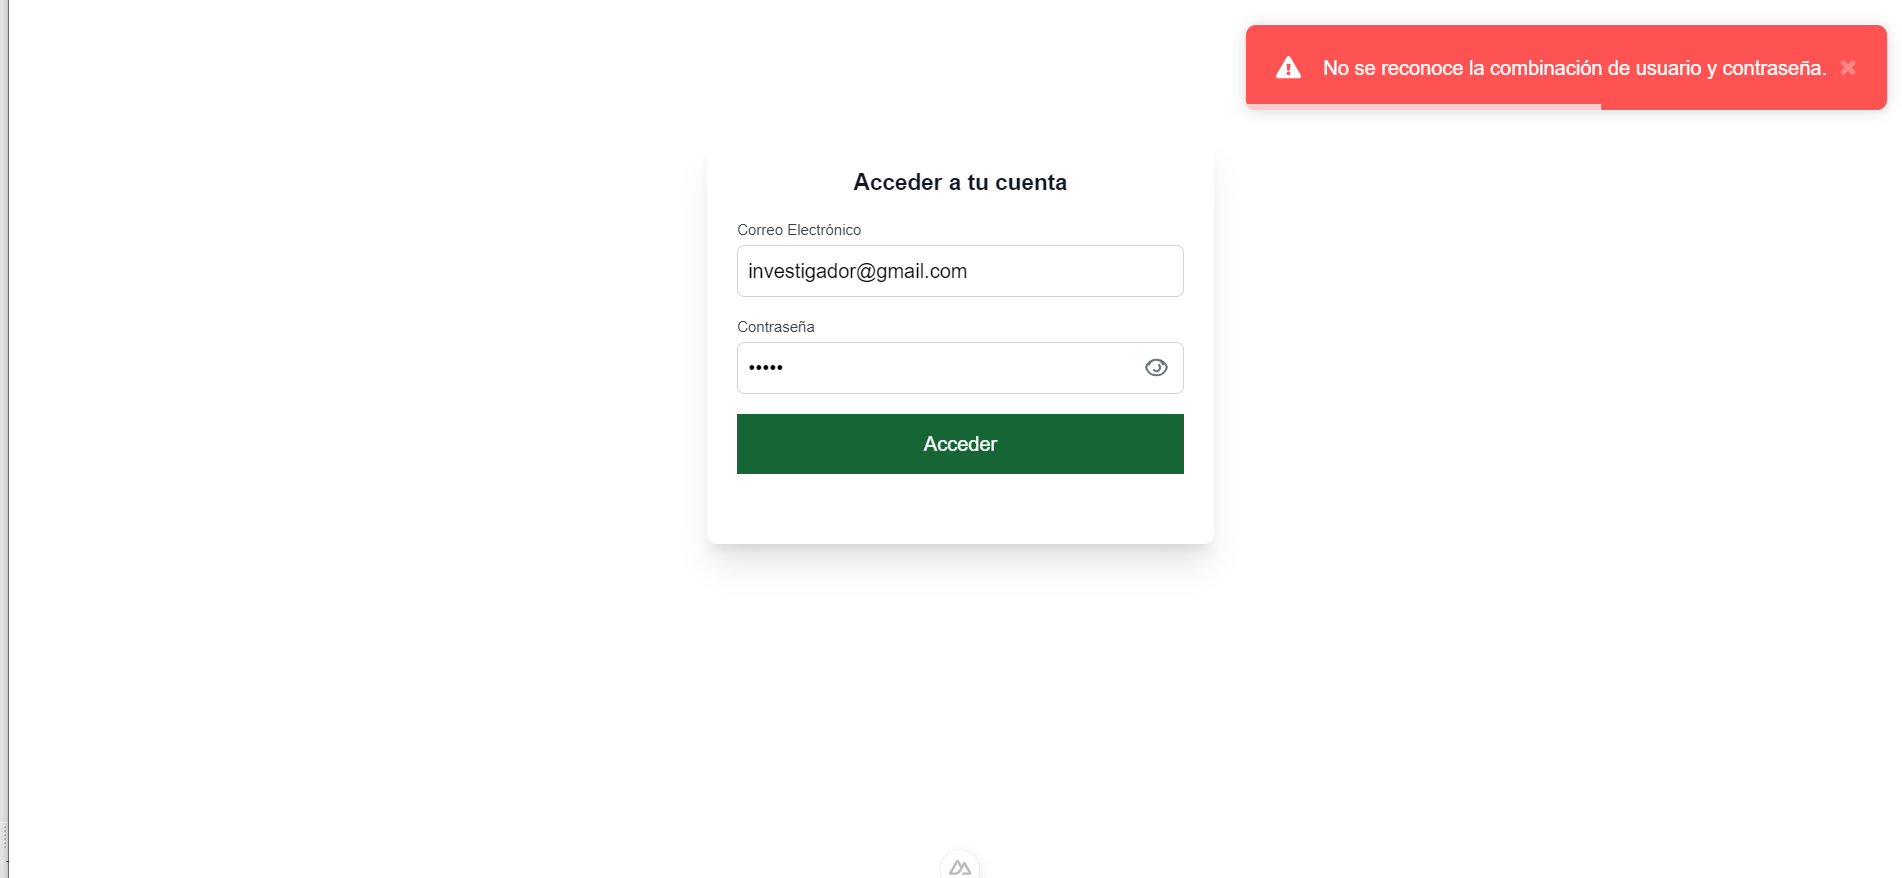 No se reconoce la combinación de usuario y contraseña.
Acceder a tu cuenta
Correo Electrónico
investigador@gmail.com
Contraseña
•••••
Acceder